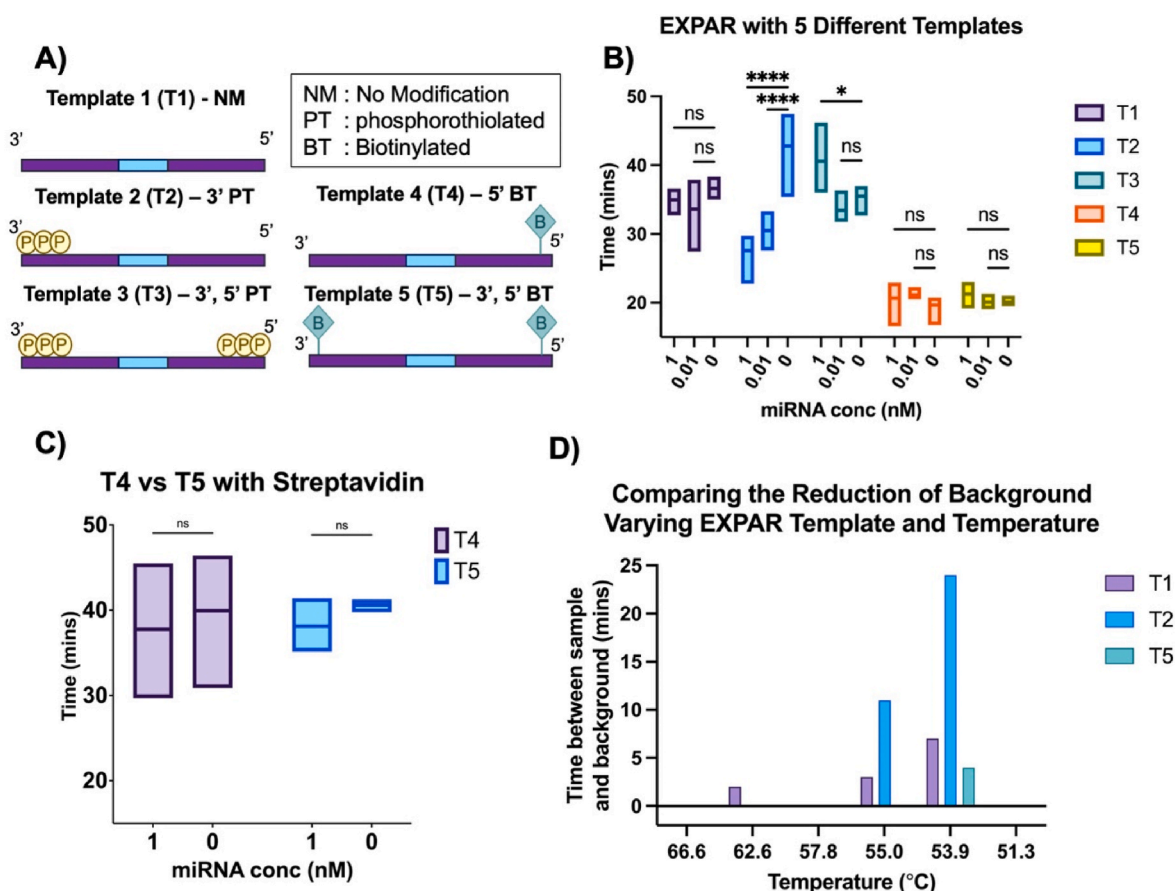 EXPAR with 5 Different Templates
A)
Template 1 (T1) - NM
3’
5’
NM : No Modification
PT : phosphorothiolated
BT : Biotinylated
Template 2 (T2) – 3’ PT
3’
5’
PPP
Template 4 (T4) – 5’ BT
B
3’
5’
Template 3 (T3) – 3’, 5’ PT
3’
5’
PPP
PPP
Template 5 (T5) – 3’, 5’ BT
B
B
3’
5’
B)
Time (mins)
50
40
30
20
ns
ns
****
****
*
ns
ns
ns
ns
ns
1 0.01 0 1 0.01 0 1 0.01 0 1 0.01 0 1 0.01 0
miRNA conc (nM)
T1
T2
T3
T4
T5
C)
T4 vs T5 with Streptavidin
Time (mins)
50
40
30
20
ns
ns
1 0 1 0
miRNA conc (nM)
T4
T5
D)
Comparing the Reduction of Background
Varying EXPAR Template and Temperature
Time between sample
and background (mins)
25
20
15
10
5
0
66.6 62.6 57.8 55.0 53.9 51.3
Temperature (°C)
T1
T2
T5